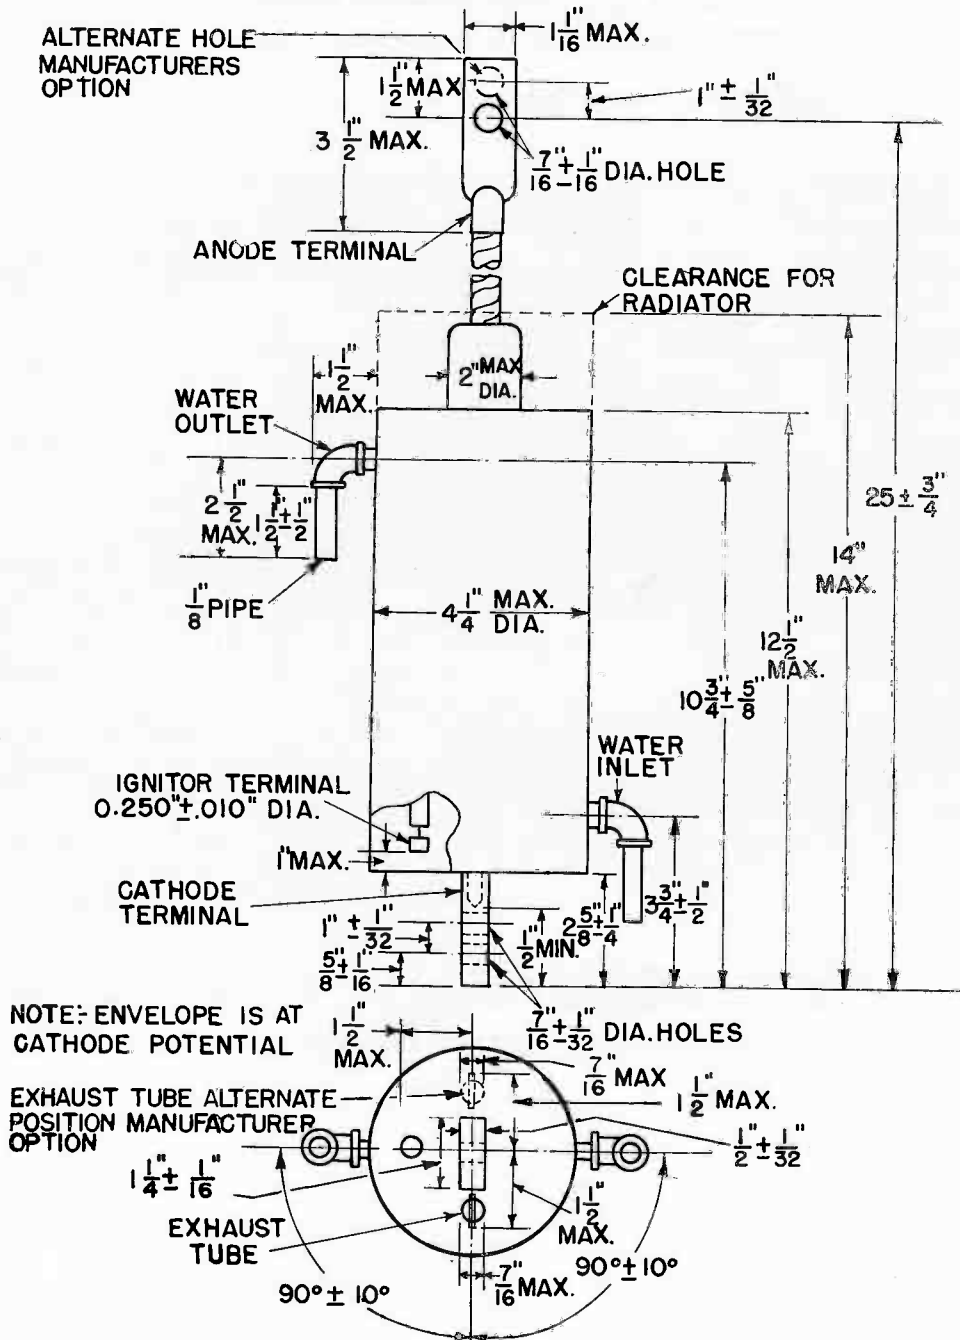 1 1/16" MAX.
ALTERNATE HOLE
MANUFACTURERS
OPTION
1 1/2" MAX
1" ± 1/32"
3 1/2" MAX.
7/16" ± 1/16" DIA. HOLE
ANODE TERMINAL
CLEARANCE FOR
RADIATOR
1 1/2"
MAX.
2" MAX
DIA.
WATER
OUTLET
2 1/2"
MAX.
1 1/2" ± 1/2"
25 ± 3/4"
14"
MAX.
1/8" PIPE
4 1/4" MAX.
DIA.
12 1/2"
MAX.
10 3/4" ± 5/8"
WATER
INLET
IGNITOR TERMINAL
0.250" ± .010" DIA.
1" MAX.
CATHODE
TERMINAL
1" ± 1/32"
5/8" ± 1/16"
1/2" MIN.
2 5/8" ± 1/4"
3 3/4" ± 1/2"
NOTE: ENVELOPE IS AT
CATHODE POTENTIAL
1 1/2"
MAX.
7/16" ± 1/32" DIA. HOLES
7/16" MAX
EXHAUST TUBE ALTERNATE
POSITION MANUFACTURER
OPTION
1 1/2" MAX.
1/2" ± 1/32"
1 1/4" ± 1/16"
1 1/2"
MAX.
EXHAUST
TUBE
90° ± 10°
7/16" MAX.
90° ± 10°